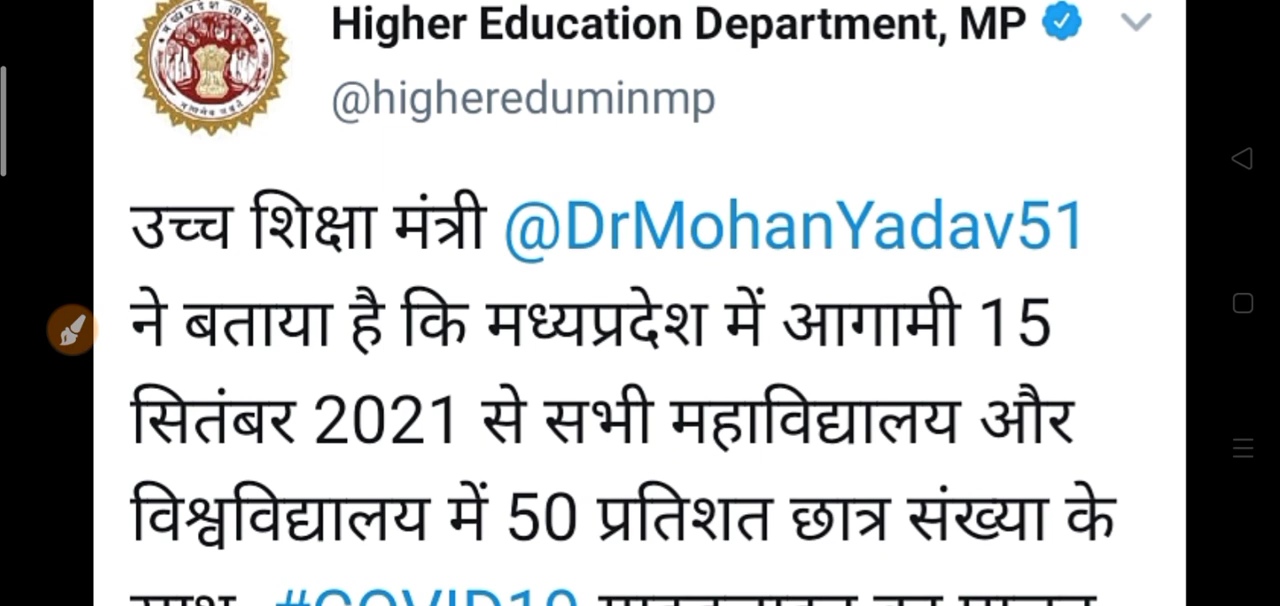 Higher Education Department, MP
@highereduminmp
उच्च शिक्षा मंत्री @DrMohanYadav51
ने बताया है कि मध्यप्रदेश में आगामी 15
सितंबर 2021 से सभी महाविद्यालय और
विश्वविद्यालय में 50 प्रतिशत छात्र संख्या के
#COVID19